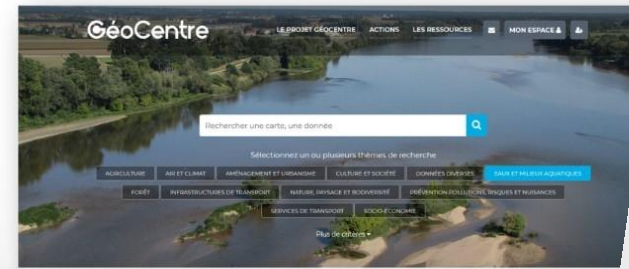 GéoCentre
LE PROJET GÉOCENTRE ACTIONS LES RESSOURCES MON ESPACE
Rechercher une carte, une donnée
Sélectionnez un ou plusieurs thèmes de recherche
AGRICULTURE AIR ET CLIMAT AMÉNAGEMENT ET URBANISME CULTURE ET SOCIÉTÉ DONNÉES DIVERSES EAUX ET MILIEUX AQUATIQUES
FORÊT INFRASTRUCTURES DE TRANSPORT NATURE, PAYSAGE ET BIODIVERSITÉ PRÉVENTION POLLUTIONS, RISQUES ET NUISANCES
SERVICES DE TRANSPORT SOCIO-ÉCONOMIE
Plus de critères